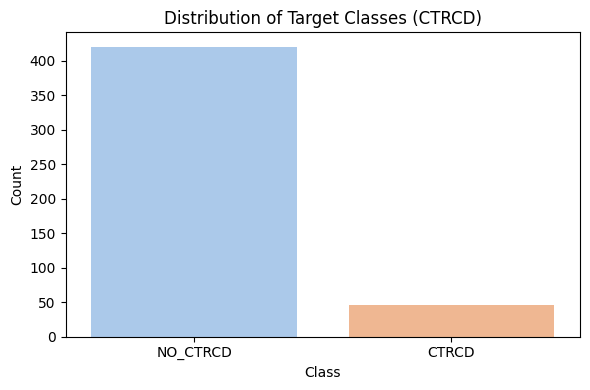 Distribution of Target Classes (CTRCD)
400
350
300
250
200
150
100
50
0
Count
NO_CTRCD CTRCD
Class